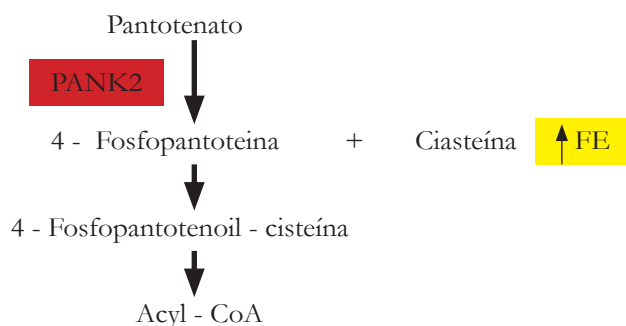 Pantotenato
PANK2
4 - Fosfopantoteina + Ciasteína FE
4 - Fosfopantotenoil - cisteína
Acyl - CoA